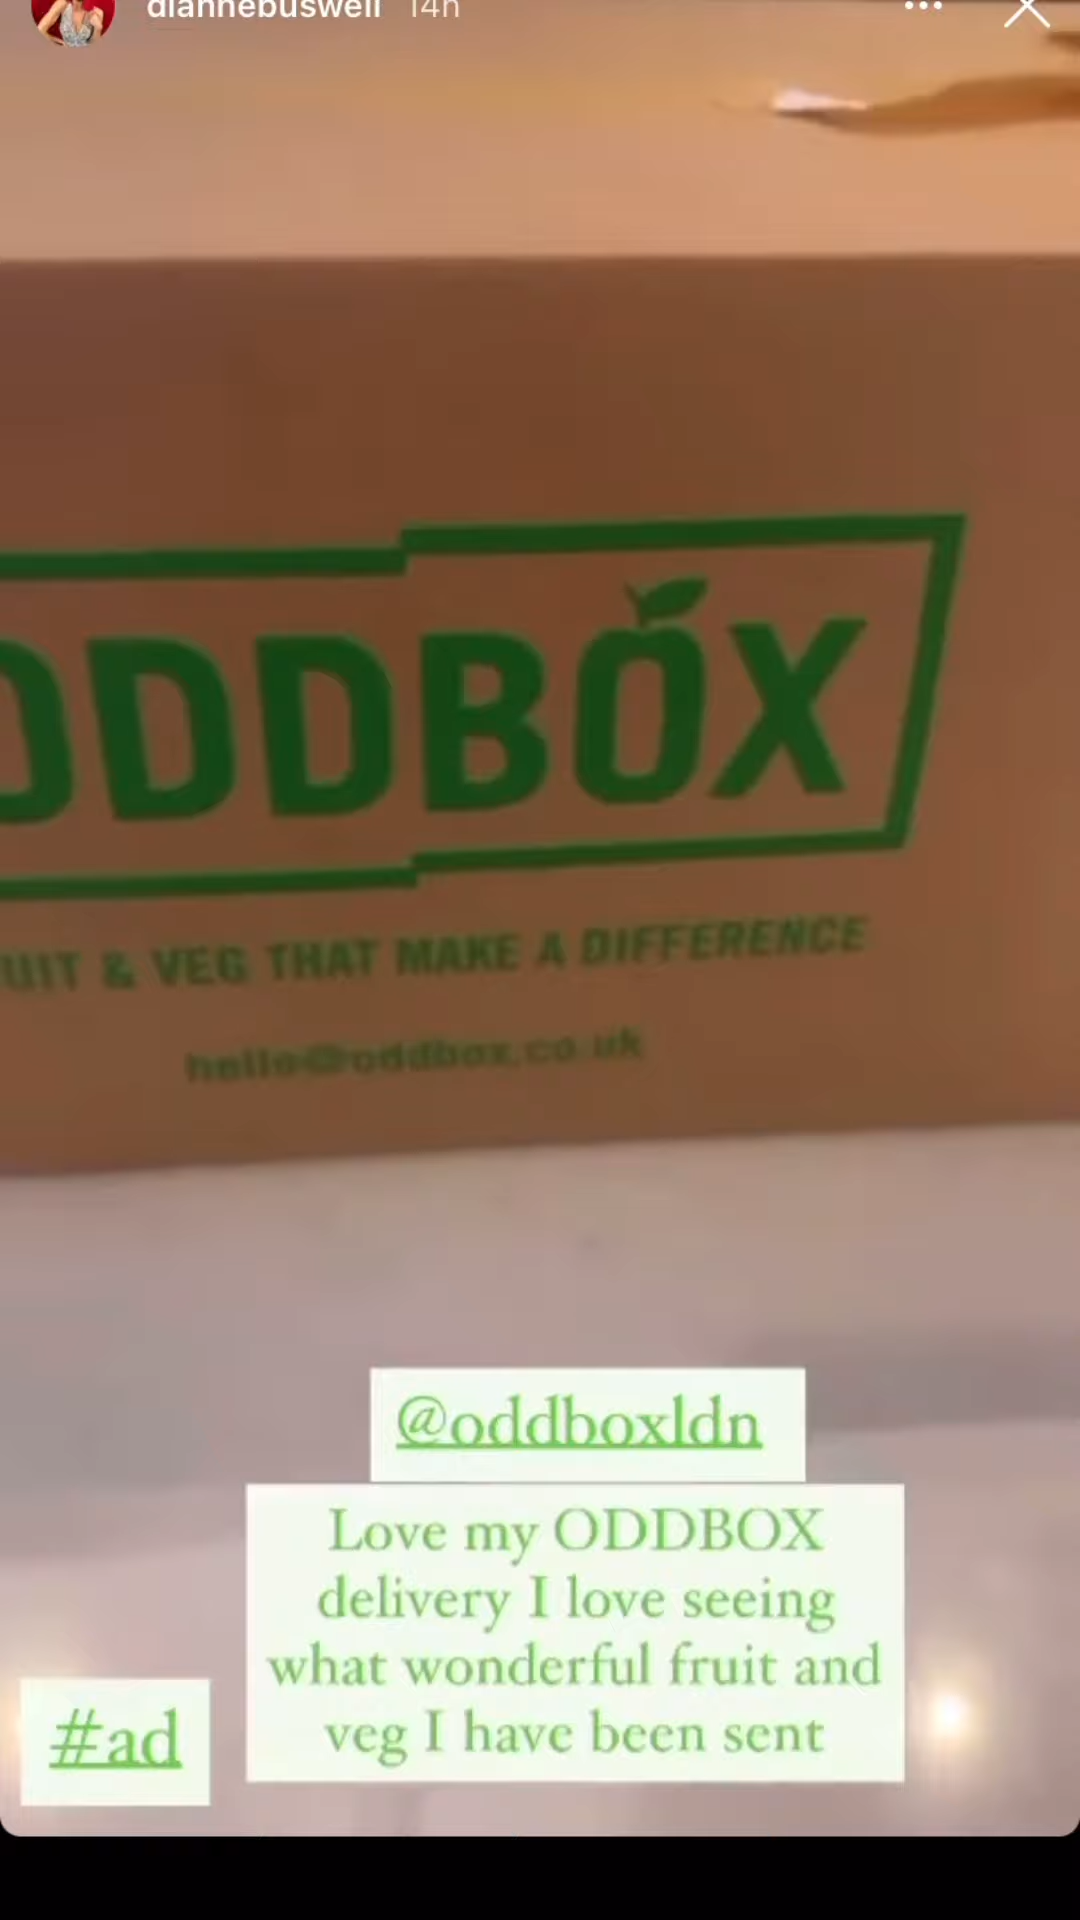 diannebuswell 14h
ODDBOX
UIT & VEG THAT MAKE A DIFFERENCE
hello@oddbox.co.uk
@oddboxldn
Love my ODDBOX
delivery I love seeing
what wonderful fruit and
veg I have been sent
#ad